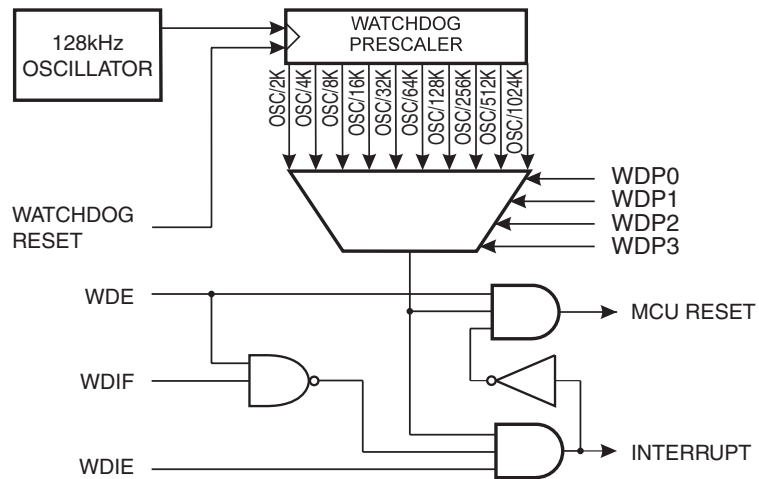 128kHz
OSCILLATOR
WATCHDOG
PRESCALER
OSC/2K
OSC/4K
OSC/8K
OSC/16K
OSC/32K
OSC/64K
OSC/128K
OSC/256K
OSC/512K
OSC/1024K
WDP0
WDP1
WDP2
WDP3
WATCHDOG
RESET
WDE
MCU RESET
WDIF
INTERRUPT
WDIE